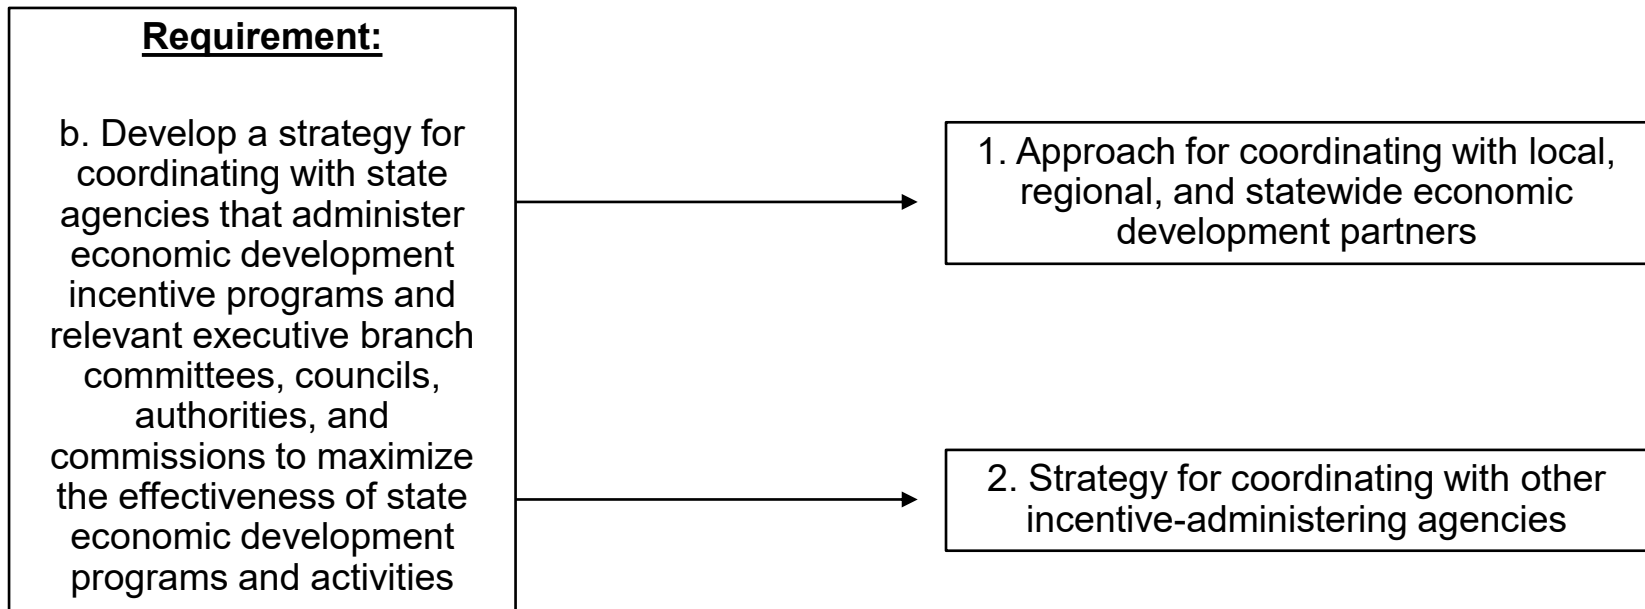 Requirement:
b. Develop a strategy for
coordinating with state
agencies that administer
economic development
incentive programs and
relevant executive branch
committees, councils,
authorities, and
commissions to maximize
the effectiveness of state
economic development
programs and activities
1. Approach for coordinating with local,
regional, and statewide economic
development partners
2. Strategy for coordinating with other
incentive-administering agencies